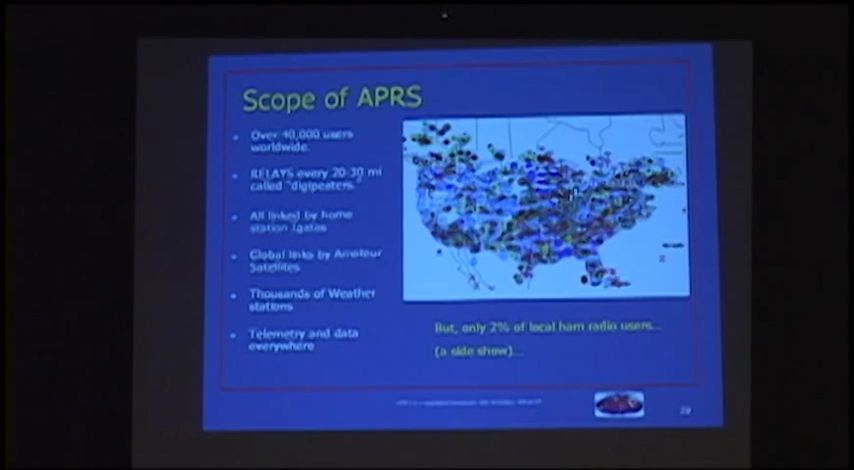 Scope of APRS
Over 40,000 users
worldwide.
RELAYS every 20-30 mi
called "digipeaters."
All linked by home
station Igates
Global links by Amateur
Satellites
Thousands of Weather
stations
Telemetry and data
everywhere
But, only 2% of local ham radio users...
(a side show)...
29